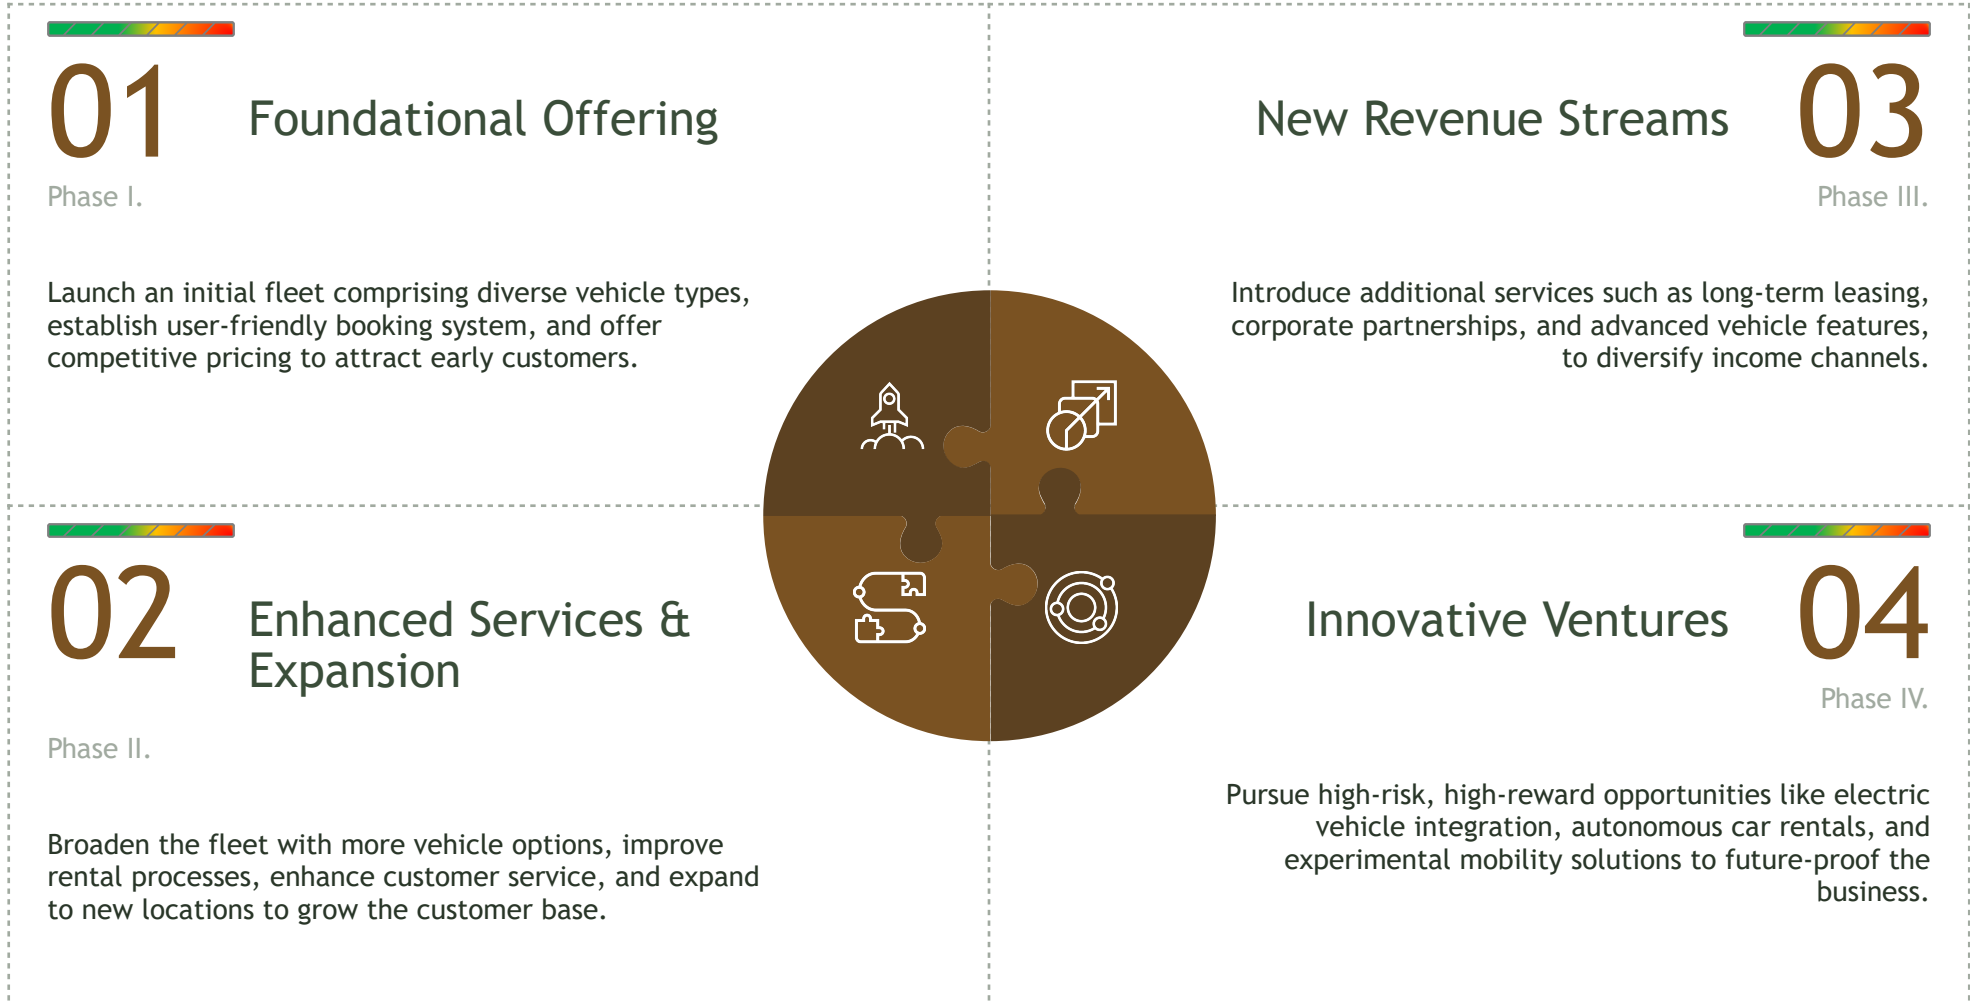 01
Foundational Offering
Phase I.
Launch an initial fleet comprising diverse vehicle types,
establish user-friendly booking system, and offer
competitive pricing to attract early customers.
02
Enhanced Services &
Expansion
Phase II.
Broaden the fleet with more vehicle options, improve
rental processes, enhance customer service, and expand
to new locations to grow the customer base.
New Revenue Streams
03
Phase III.
Introduce additional services such as long-term leasing,
corporate partnerships, and advanced vehicle features,
to diversify income channels.
Innovative Ventures
04
Phase IV.
Pursue high-risk, high-reward opportunities like electric
vehicle integration, autonomous car rentals, and
experimental mobility solutions to future-proof the
business.